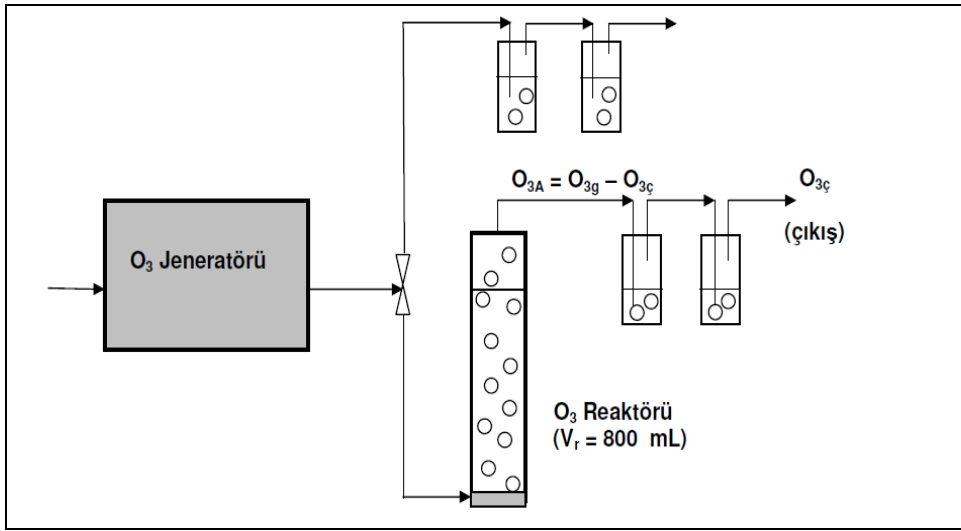 O₃A = O₃g – O₃ç
O₃ç
(çıkış)
O₃ Jeneratörü
O₃ Reaktörü
(Vᵣ = 800 mL)